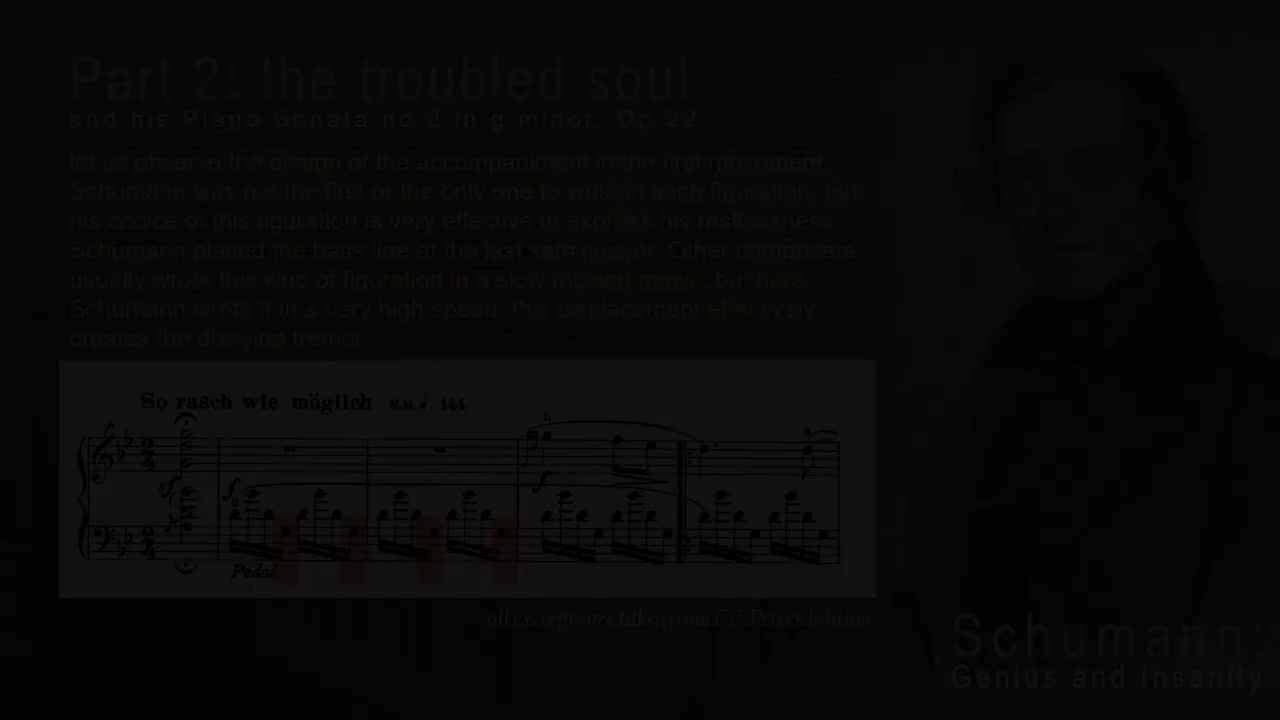 Part 2: the troubled soul
and his Piano Sonata no 2 in g minor, Op 22
let us observe the design of the accompaniment in the first movement.
Schumann was not the first or the only one to write in such figuration, but
his choice of this figuration is very effective to express his restlessness.
Schumann placed the bass line at the last semiquaver. Other composers
usually wrote this kind of figuration in a slow moving music, but here,
Schumann wrote it in a very high speed; this displacement effectively
creates the dizzying tremor
So rasch wie möglich M.M. ♩= 144
sf f f
Pedal
all excerpts are taken from CF Peters Edition
Schumann:
Genius and Insanity